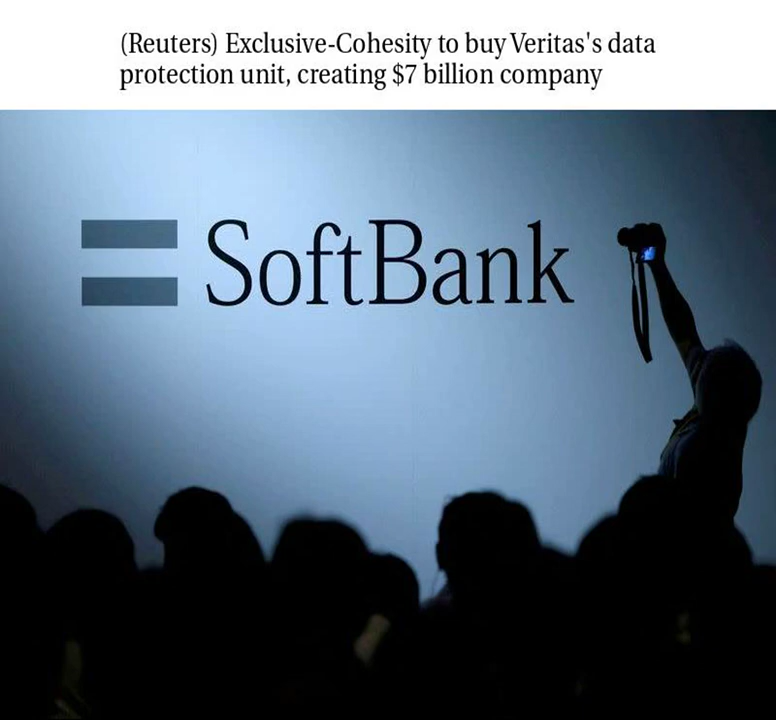 (Reuters) Exclusive-Cohesity to buy Veritas's data
protection unit, creating $7 billion company
SoftBank